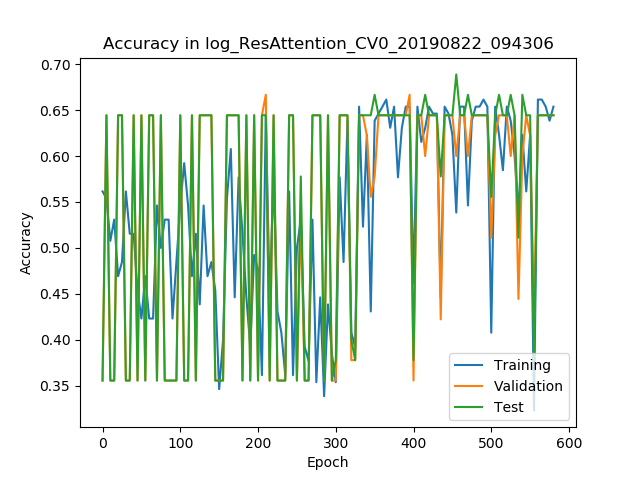 Accuracy in log_ResAttention_CV0_20190822_094306
0.70
0.65
0.60
0.55
0.50
0.45
0.40
0.35
Accuracy
0
100
200
300
400
500
600
Epoch
Training
Validation
Test